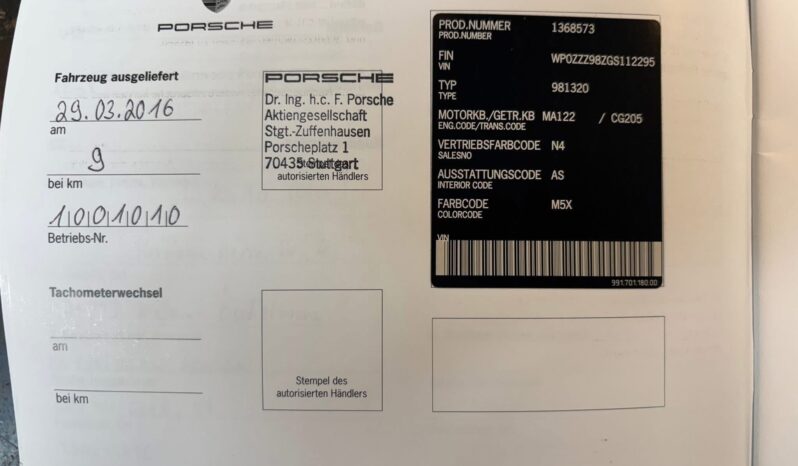 PORSCHE
Fahrzeug ausgeliefert
29.03.2016
am
9
bei km
1001010
Betriebs-Nr.
PORSCHE
Dr. Ing. h.c. F. Porsche
Aktiengesellschaft
Stgt.-Zuffenhausen
Porscheplatz 1
70435 Stuttgart
autorisierten Händlers
Tachometerwechsel
am
bei km
Stempel des
autorisierten Händlers
PROD.NUMMER 1368573
PROD.NUMBER
FIN WP0ZZZ98ZGS112295
VIN
TYP 981320
TYPE
MOTORKB./GETR.KB MA122 / CG205
ENG.CODE/TRANS.CODE
VERTRIEBSFARBCODE N4
SALESNO
AUSSTATTUNGSCODE AS
INTERIOR CODE
FARBCODE M5X
COLORCODE
VIN
991.701.180.00